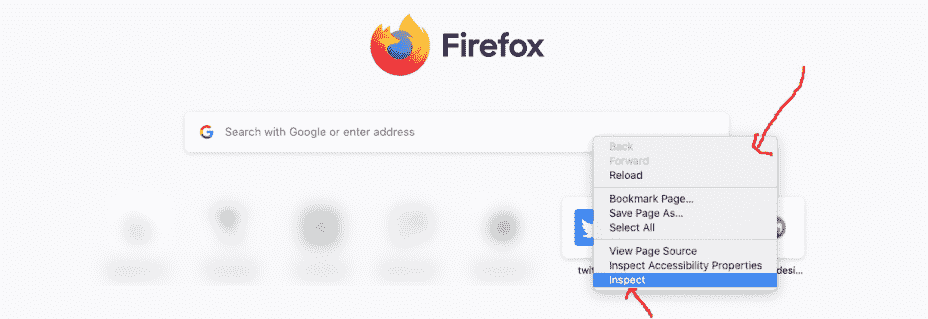 Firefox
Search with Google or enter address
Back
Forward
Reload
Bookmark Page...
Save Page As...
Select All
View Page Source
Inspect Accessibility Properties
Inspect
twit
desi...